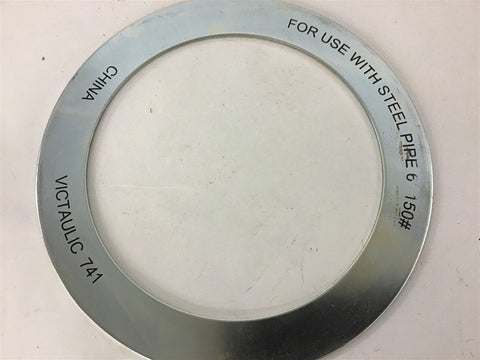 FOR USE WITH STEEL PIPE 6 150#
CHINA
VICTAULIC 741